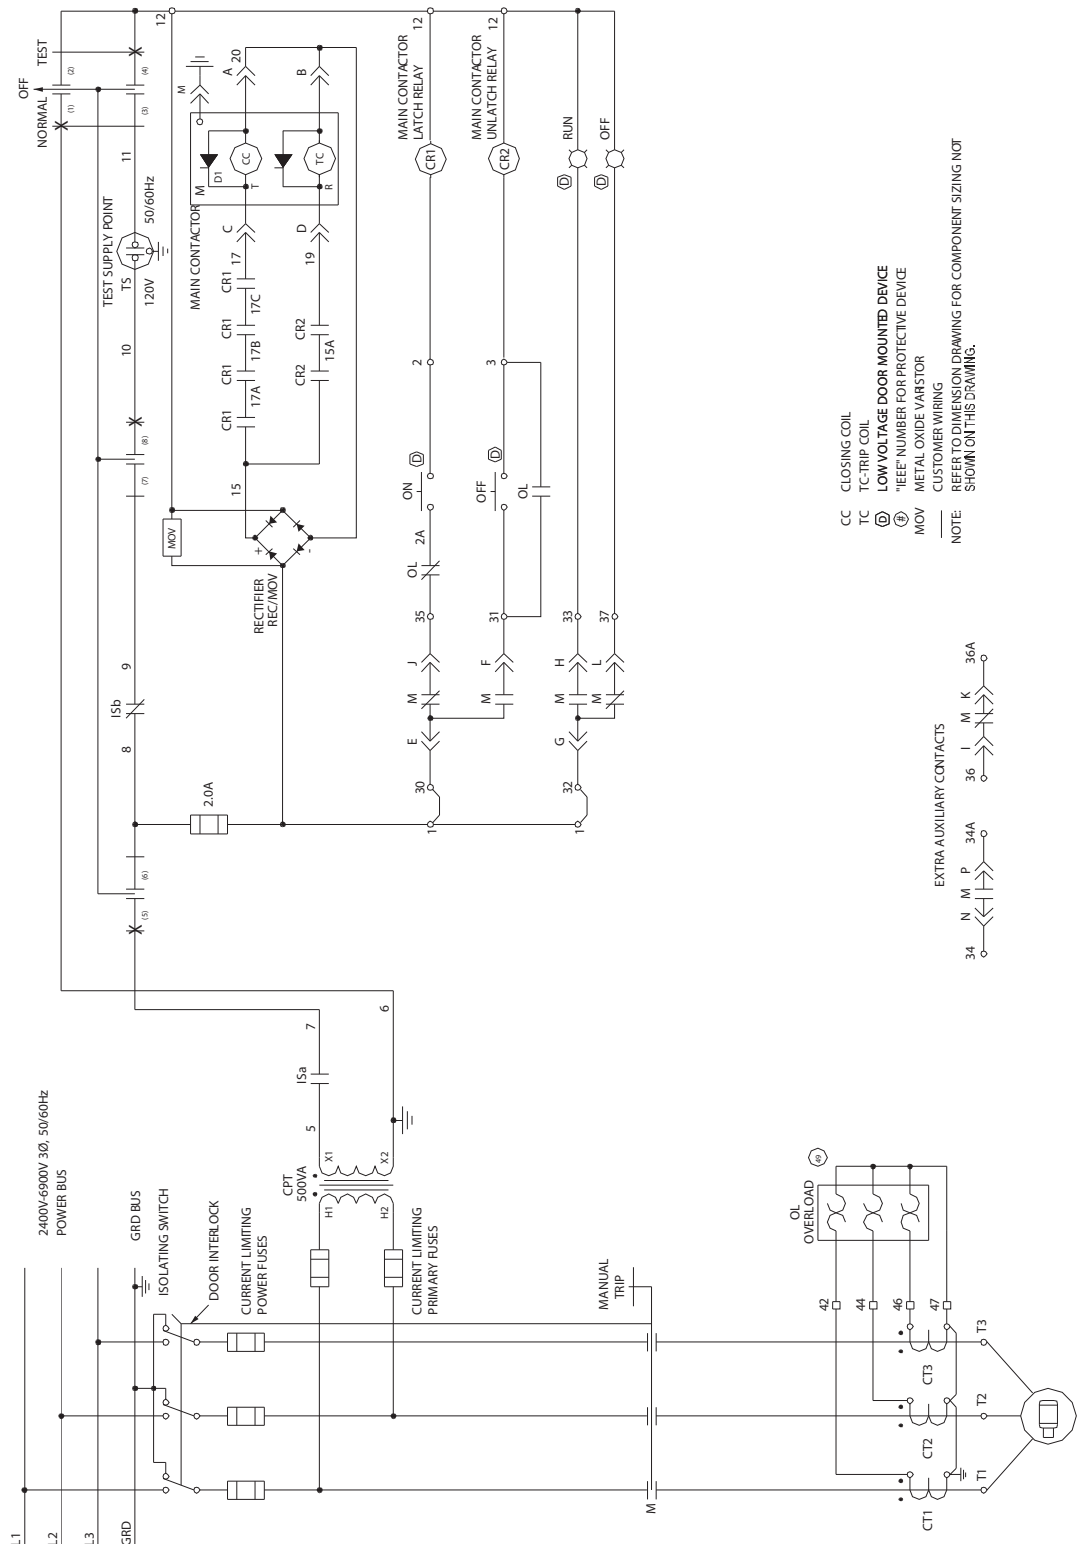 L1
L2
L3
GRD
2400V-6900V 3Ø, 50/60Hz
POWER BUS
GRD BUS
ISOLATING SWITCH
DOOR INTERLOCK
CURRENT LIMITING
POWER FUSES
CPT
500VA
H1
H2
X1
X2
CURRENT LIMITING
PRIMARY FUSES
MANUAL
TRIP
M
5
ISa
7
6
(5)
(6)
8
ISb
9
(7)
(8)
10
120V
TS
TEST SUPPLY POINT
50/60Hz
11
(3)
(4)
(1)
(2)
NORMAL
OFF
TEST
12
2.0A
MOV
RECTIFIER
REC/MOV
+
-
15
CR1
17A
CR1
17B
CR1
17C
CR1
17
C
CR2
15A
CR2
19
D
MAIN CONTACTOR
M
D1
CC
T
TC
R
M
A
20
B
1
30
E
M
J
35
OL
2A
ON
D
2
CR1
MAIN CONTACTOR
LATCH RELAY
12
M
F
31
OFF
D
OL
3
CR2
MAIN CONTACTOR
UNLATCH RELAY
12
1
32
G
M
H
33
D
RUN
M
L
37
D
OFF
OL
OVERLOAD
49
42
44
46
47
CT1
CT2
CT3
T1
T2
T3
EXTRA AUXILIARY CONTACTS
34
N
M
P
34A
36
I
M
K
36A
CC CLOSING COIL
TC TC-TRIP COIL
D LOW VOLTAGE DOOR MOUNTED DEVICE
# "IEEE" NUMBER FOR PROTECTIVE DEVICE
MOV METAL OXIDE VARISTOR
CUSTOMER WIRING
NOTE: REFER TO DIMENSION DRAWING FOR COMPONENT SIZING NOT
SHOWN ON THIS DRAWING.